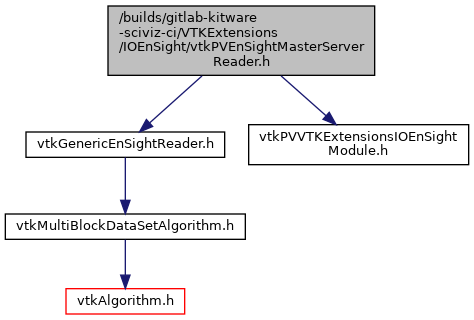 /builds/gitlab-kitware
-sciviz-ci/VTKExtensions
/IOEnSight/vtkPVEnSightMasterServer
Reader.h
vtkGenericEnSightReader.h
vtkPVVTKExtensionsIOEnSight
Module.h
vtkMultiBlockDataSetAlgorithm.h
vtkAlgorithm.h